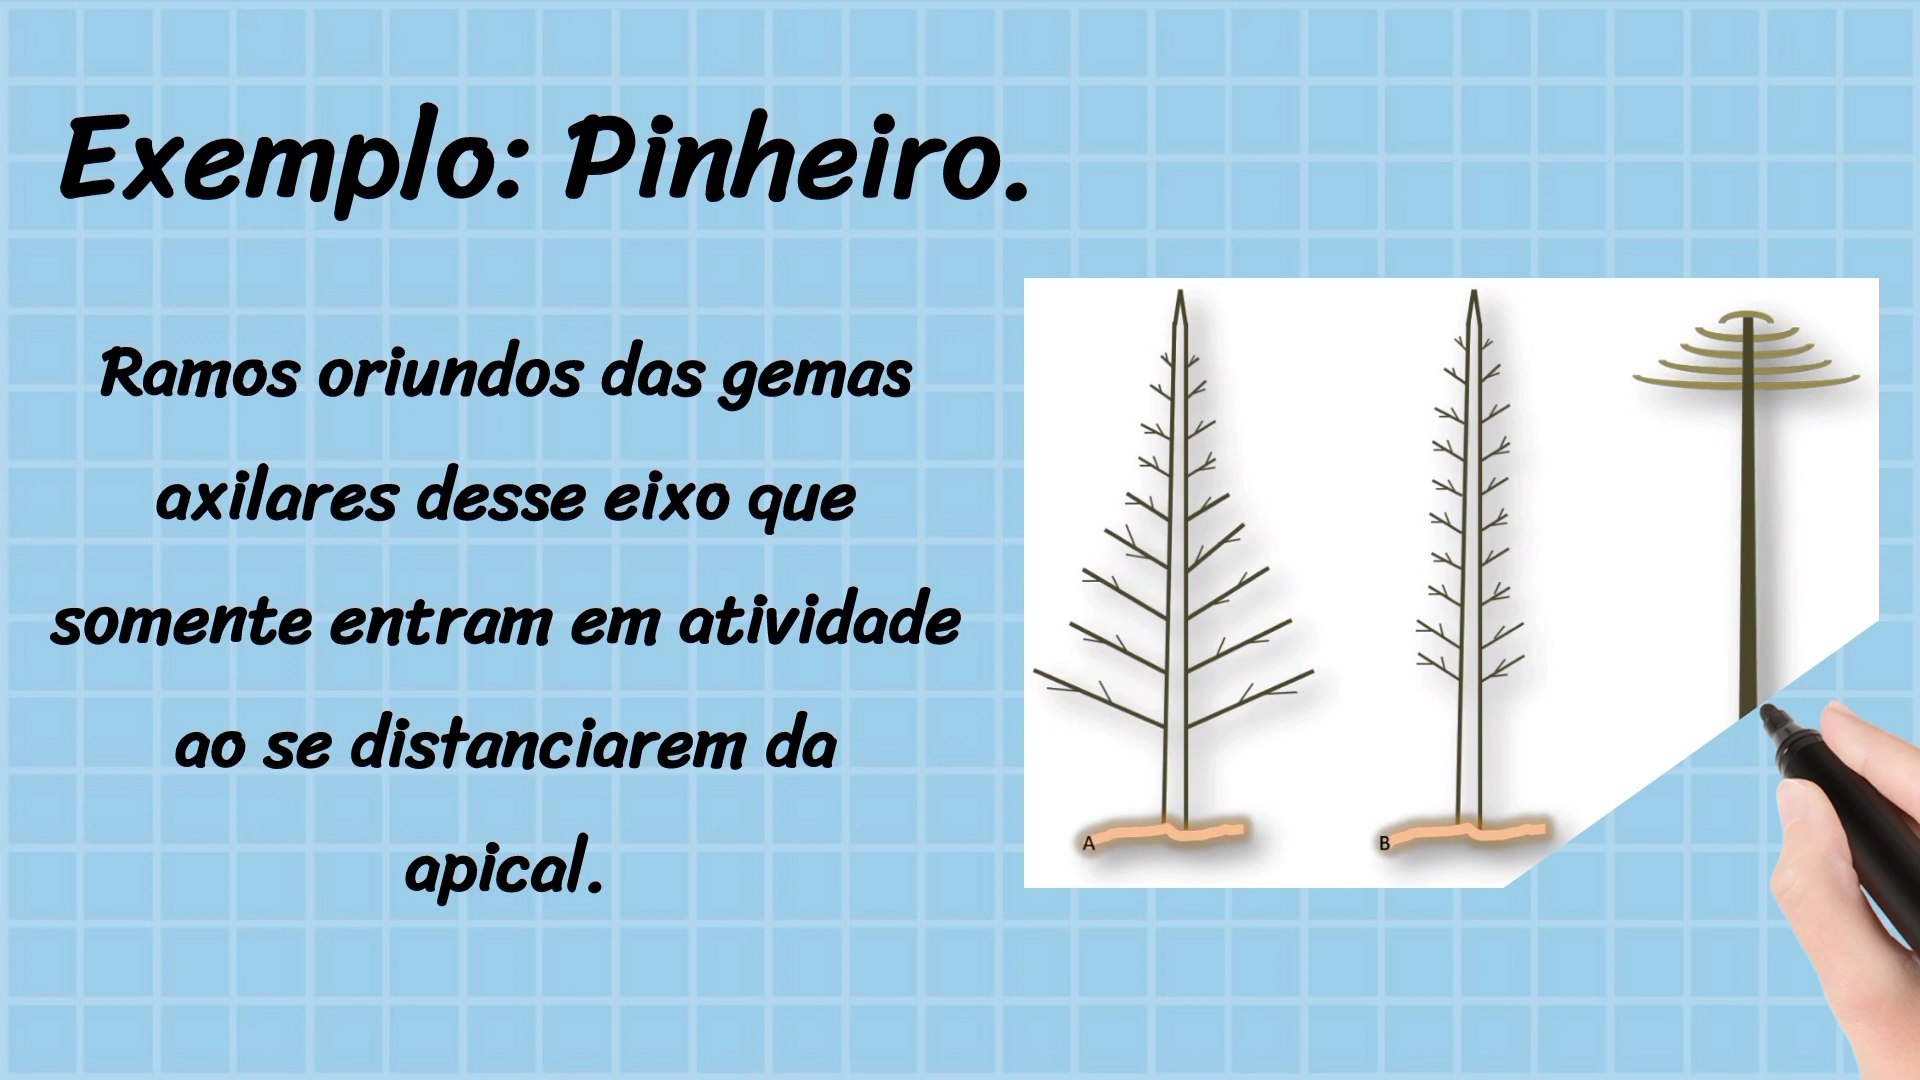 Exemplo: Pinheiro.
Ramos oriundos das gemas
axilares desse eixo que
somente entram em atividade
ao se distanciarem da
apical.
A
B